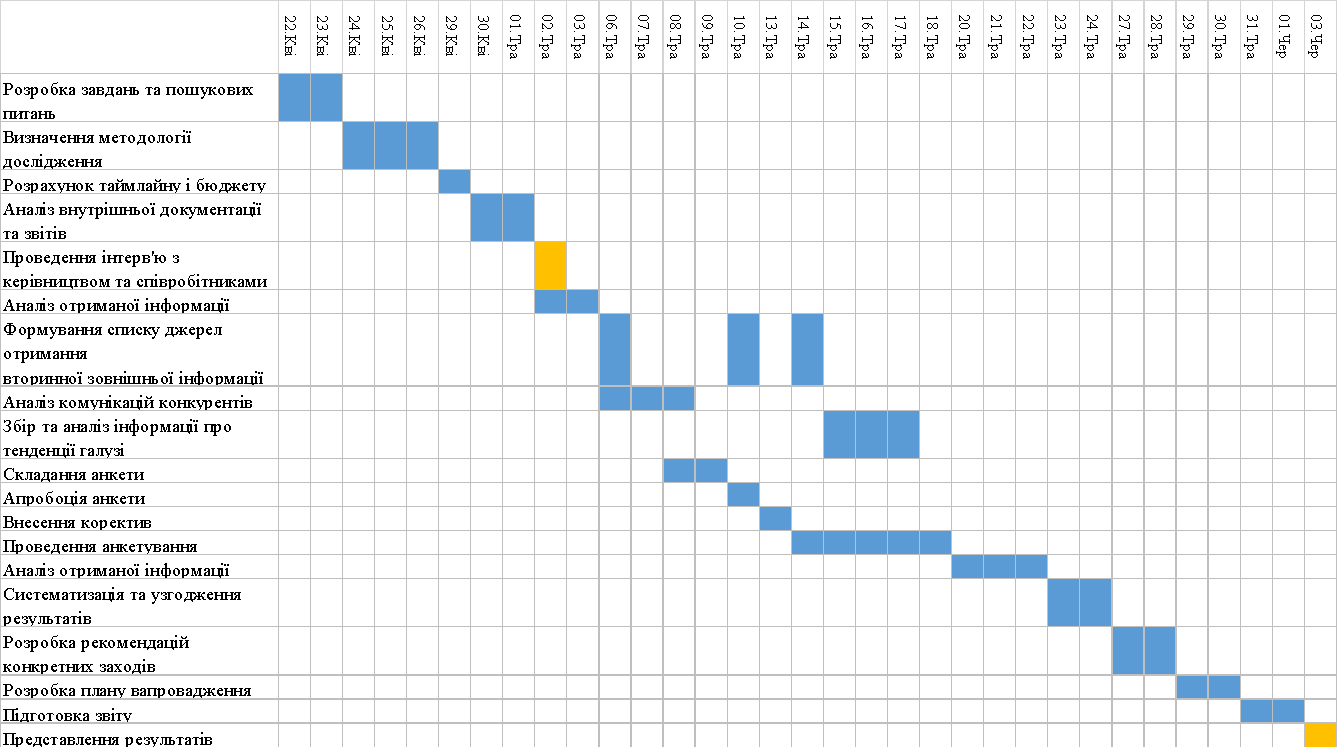 22.Кві
23.Кві
24.Кві
25.Кві
26.Кві
29.Кві
30.Кві
01.Тра
02.Тра
03.Тра
06.Тра
07.Тра
08.Тра
09.Тра
10.Тра
13.Тра
14.Тра
15.Тра
16.Тра
17.Тра
18.Тра
20.Тра
21.Тра
22.Тра
23.Тра
24.Тра
27.Тра
28.Тра
29.Тра
30.Тра
31.Тра
01.Чер
03.Чер
Розробка завдань та пошукових
питань
Визначення методології
дослідження
Розрахунок таймлайну і бюджету
Аналіз внутрішньої документації
та звітів
Проведення інтерв'ю з
керівництвом та співробітниками
Аналіз отриманої інформації
Формування списку джерел
отримання
вторинної зовнішньої інформації
Аналіз комунікацій конкурентів
Збір та аналіз інформації про
тенденції галузі
Складання анкети
Апробоція анкети
Внесення коректив
Проведення анкетування
Аналіз отриманої інформації
Систематизація та узгодження
результатів
Розробка рекомендацій
конкретних заходів
Розробка плану вапровадження
Підготовка звіту
Представлення результатів